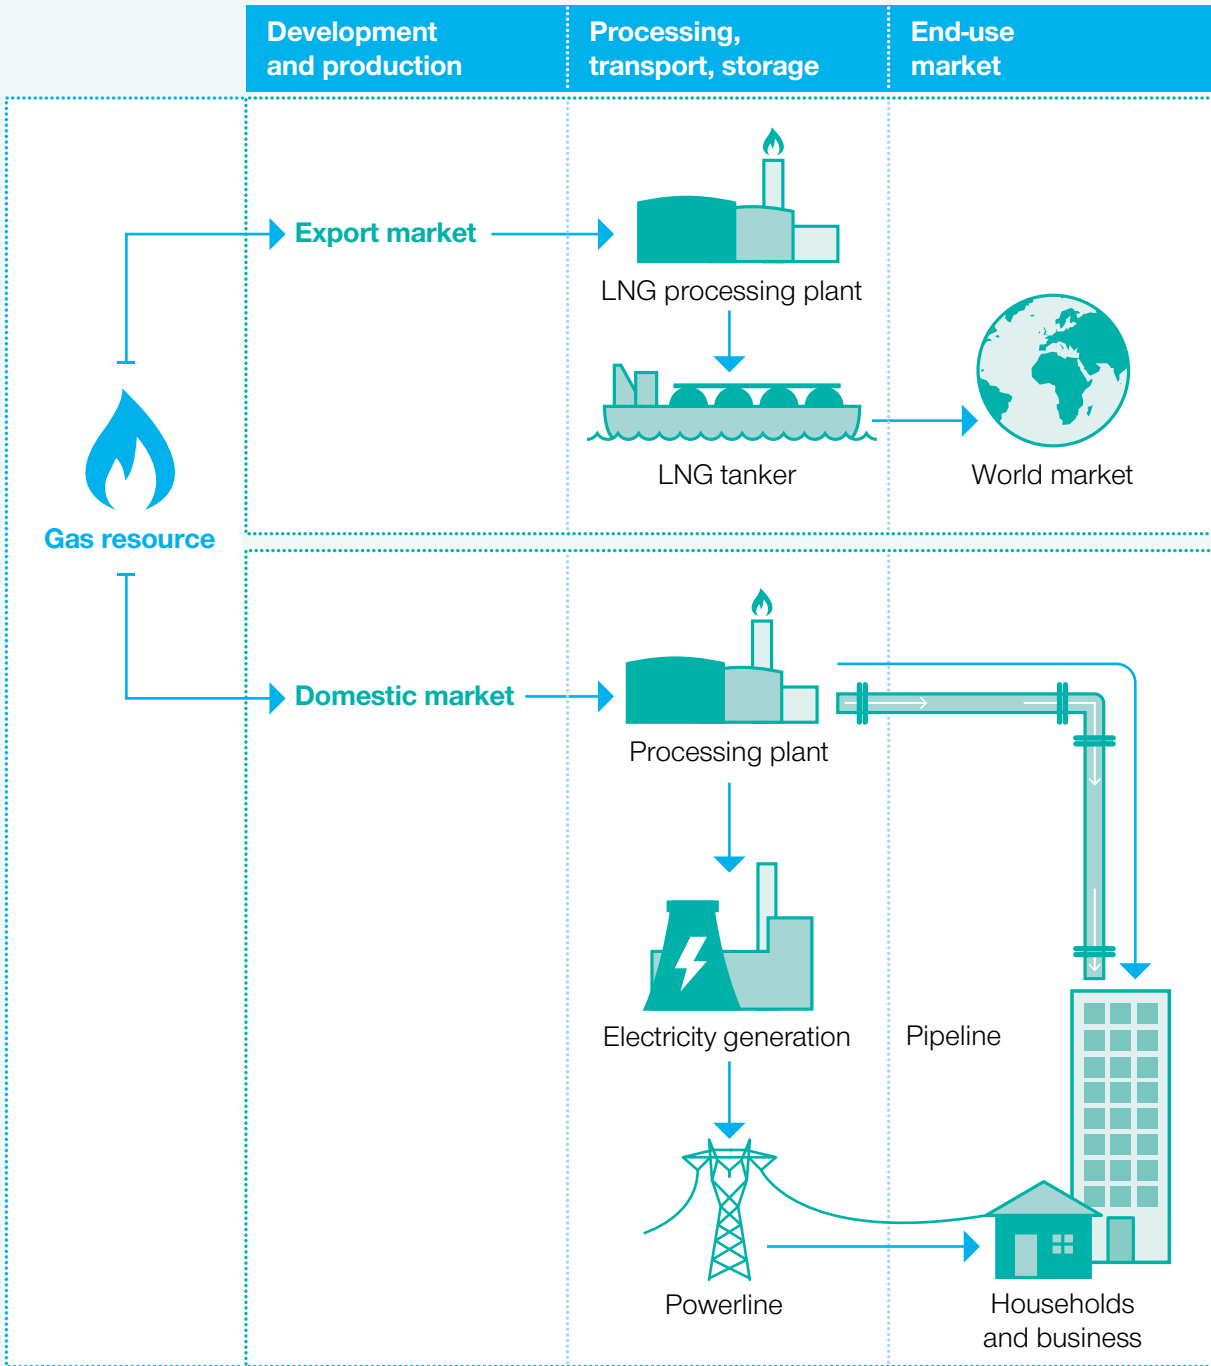 Development
and production
Processing,
transport, storage
End-use
market
Export market
LNG processing plant
LNG tanker
World market
Gas resource
Domestic market
Processing plant
Electricity generation
Pipeline
Powerline
Households
and business